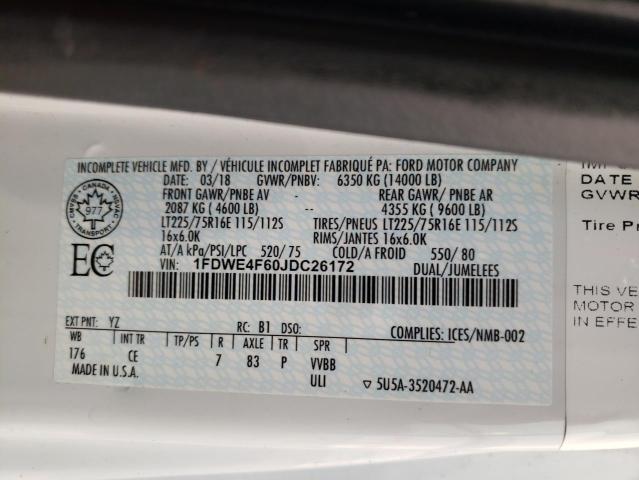 INCOMPLETE VEHICLE MFD. BY / VÉHICULE INCOMPLET FABRIQUÉ PA: FORD MOTOR COMPANY
DATE: 03/18 GVWR/PNBV: 6350 KG (14000 LB)
FRONT GAWR/PNBE AV -- REAR GAWR/ PNBE AR
2087 KG ( 4600 LB) 4355 KG ( 9600 LB)
LT225/75R16E 115/112S TIRES/PNEUS LT225/75R16E 115/112S
16x6.0K RIMS/JANTES 16x6.0K
AT/A kPa/PSI/LPC 520/ 75 COLD/A FROID 550/ 80
VIN: 1FDWE4F60JDC26172 DUAL/JUMELEES
CANADA
CMVSS NSVAC
977
TRANSPORT
EC
EXT PNT: YZ RC: B1 DSO: COMPLIES: ICES/NMB-002
WB INT TR TP/PS R AXLE TR SPR
176 CE 7 83 P VVBB
MADE IN U.S.A. ULI 5U5A-3520472-AA
DATE
GVWR
Tire Pr
THIS VE
MOTOR
IN EFFE